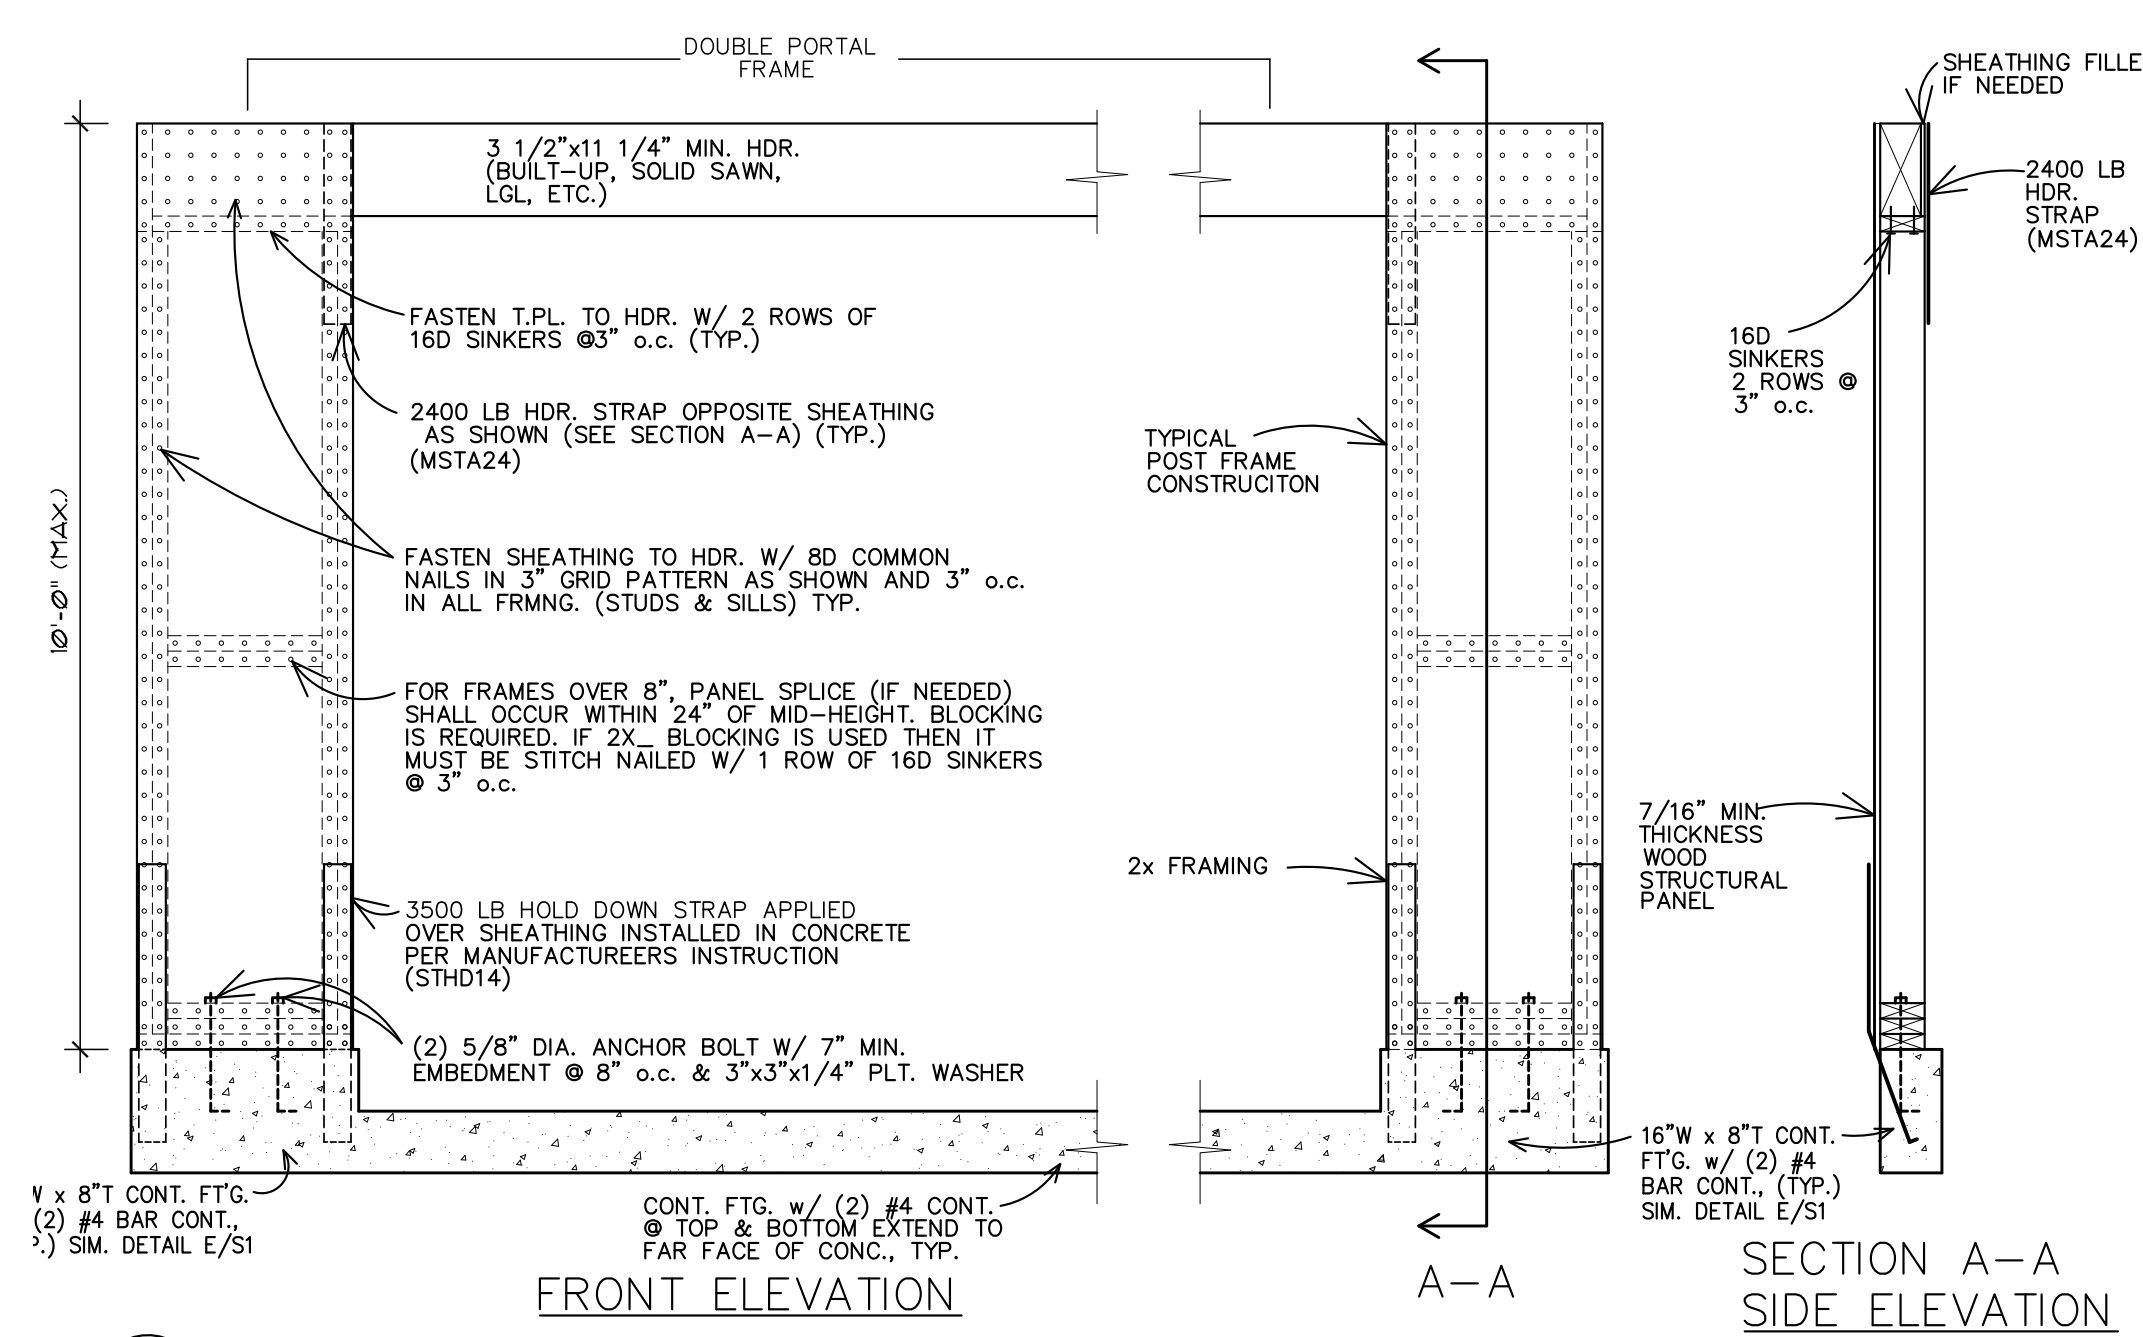 DOUBLE PORTAL
FRAME
3 1/2"x11 1/4" MIN. HDR.
(BUILT-UP, SOLID SAWN,
LGL, ETC.)
FASTEN T.PL. TO HDR. W/ 2 ROWS OF
16D SINKERS @3" o.c. (TYP.)
2400 LB HDR. STRAP OPPOSITE SHEATHING
AS SHOWN (SEE SECTION A-A) (TYP.)
(MSTA24)
10'-0" (MAX.)
FASTEN SHEATHING TO HDR. W/ 8D COMMON
NAILS IN 3" GRID PATTERN AS SHOWN AND 3" o.c.
IN ALL FRMNG. (STUDS & SILLS) TYP.
FOR FRAMES OVER 8", PANEL SPLICE (IF NEEDED)
SHALL OCCUR WITHIN 24" OF MID-HEIGHT. BLOCKING
IS REQUIRED. IF 2X_ BLOCKING IS USED THEN IT
MUST BE STITCH NAILED W/ 1 ROW OF 16D SINKERS
@ 3" o.c.
3500 LB HOLD DOWN STRAP APPLIED
OVER SHEATHING INSTALLED IN CONCRETE
PER MANUFACTUREERS INSTRUCTION
(STHD14)
(2) 5/8" DIA. ANCHOR BOLT W/ 7" MIN.
EMBEDMENT @ 8" o.c. & 3"x3"x1/4" PLT. WASHER
x 8"T CONT. FT'G.
(2) #4 BAR CONT.,
P.) SIM. DETAIL E/S1
CONT. FTG. w/ (2) #4 CONT.
@ TOP & BOTTOM EXTEND TO
FAR FACE OF CONC., TYP.
FRONT ELEVATION
TYPICAL
POST FRAME
CONSTRUCITON
2x FRAMING
A-A
SHEATHING FILLE
IF NEEDED
2400 LB
HDR.
STRAP
(MSTA24)
16D
SINKERS
2 ROWS @
3" o.c.
7/16" MIN.
THICKNESS
WOOD
STRUCTURAL
PANEL
16"W x 8"T CONT.
FT'G. w/ (2) #4
BAR CONT., (TYP.)
SIM. DETAIL E/S1
SECTION A-A
SIDE ELEVATION